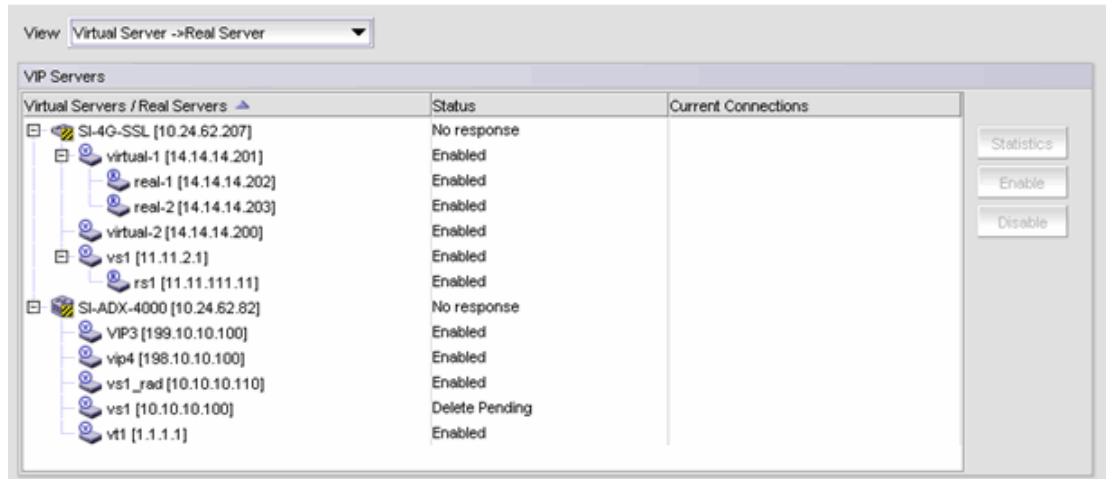 View Virtual Server ->Real Server
VIP Servers
Virtual Servers / Real Servers Status Current Connections
SI-4G-SSL [10.24.62.207] No response
virtual-1 [14.14.14.201] Enabled
real-1 [14.14.14.202] Enabled
real-2 [14.14.14.203] Enabled
virtual-2 [14.14.14.200] Enabled
vs1 [11.11.2.1] Enabled
rs1 [11.11.111.11] Enabled
SI-ADX-4000 [10.24.62.82] No response
VIP3 [199.10.10.100] Enabled
vip4 [198.10.10.100] Enabled
vs1_rad [10.10.10.110] Enabled
vs1 [10.10.10.100] Delete Pending
vt1 [1.1.1.1] Enabled
Statistics
Enable
Disable